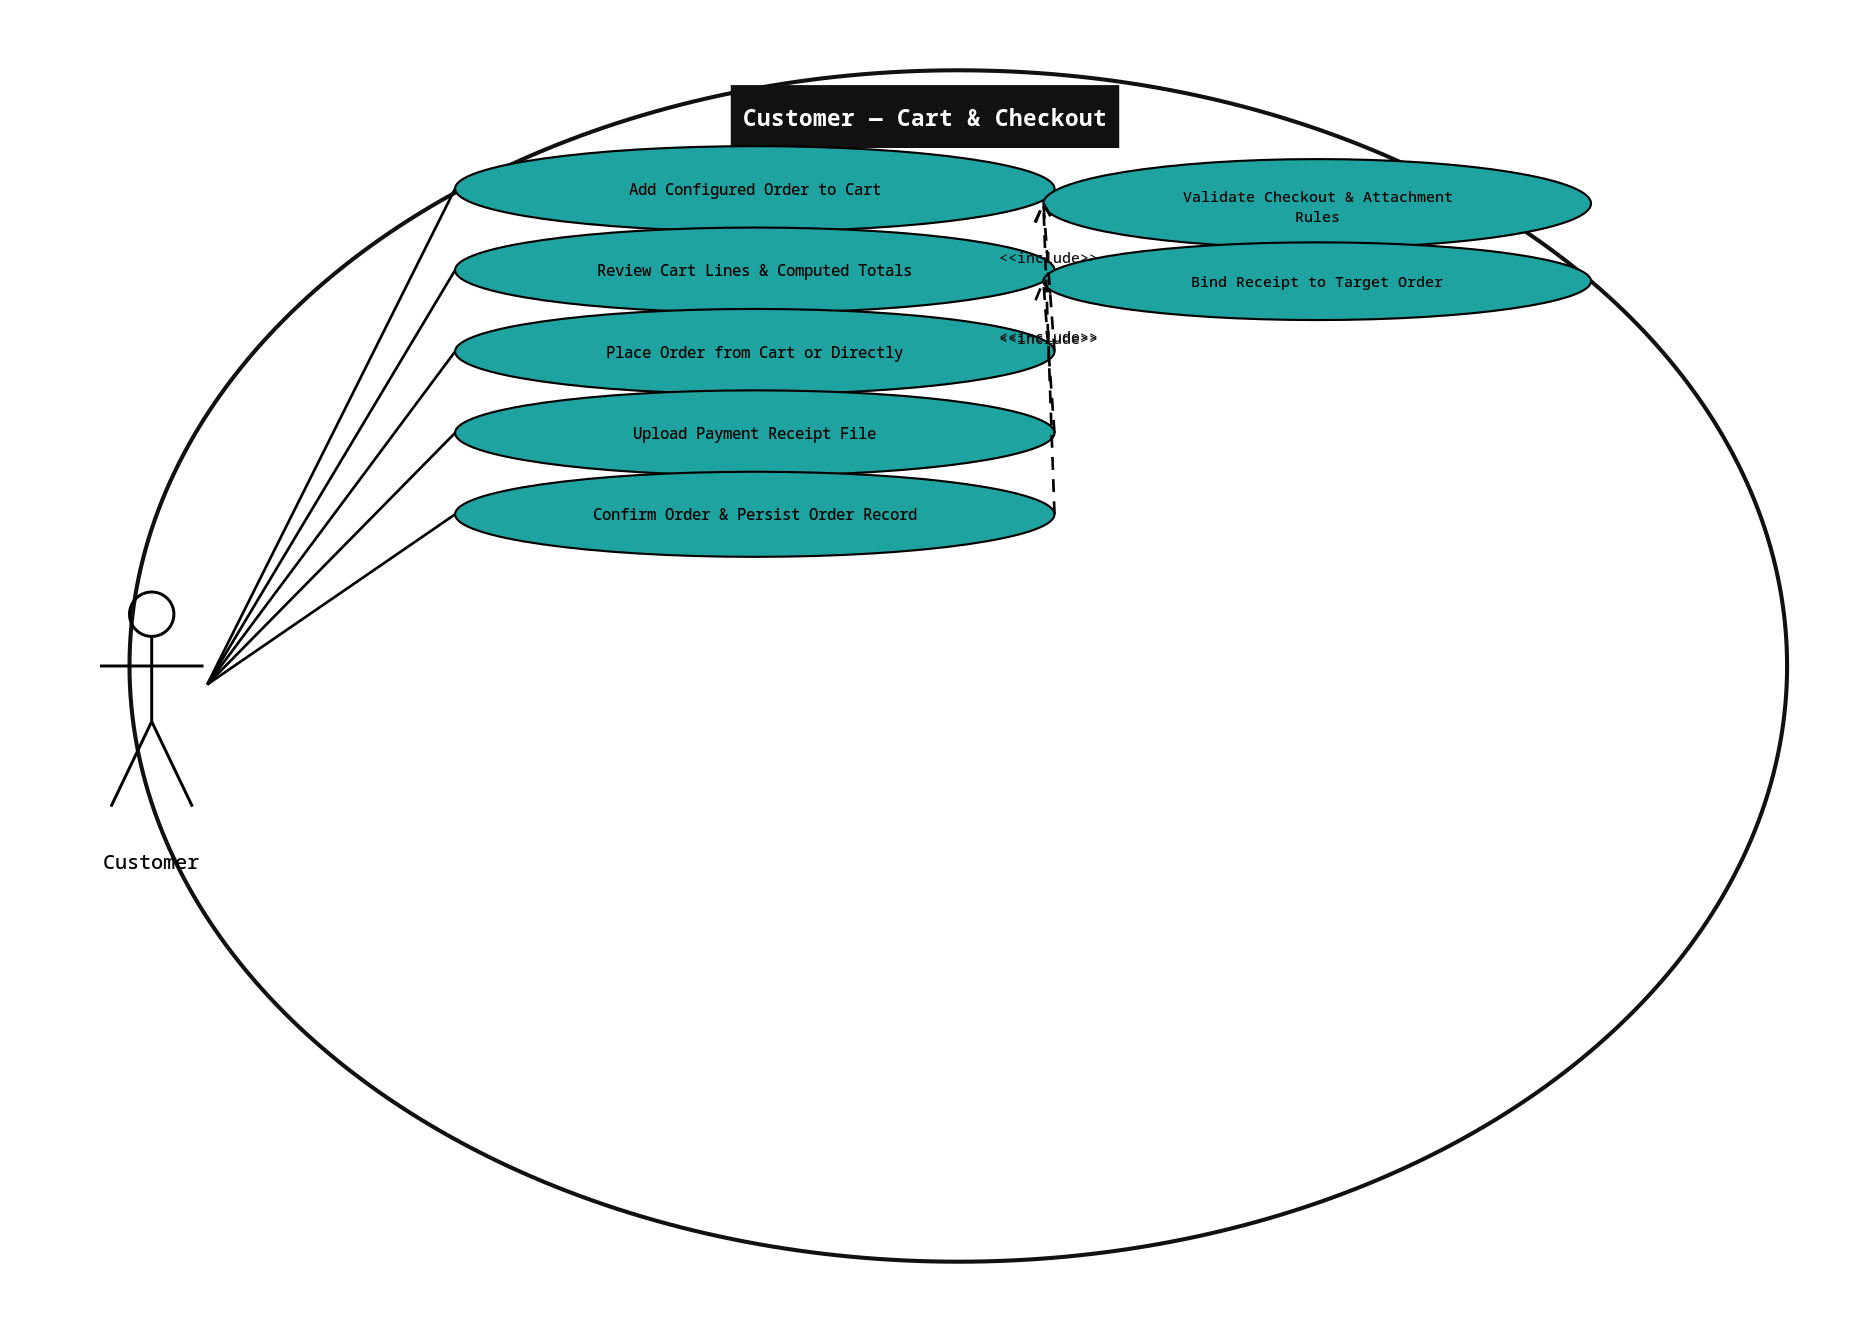 Customer – Cart & Checkout
Add Configured Order to Cart
Validate Checkout & Attachment
Rules
<<include>>
Review Cart Lines & Computed Totals
Bind Receipt to Target Order
<<include>>
<<include>>
Place Order from Cart or Directly
Upload Payment Receipt File
Confirm Order & Persist Order Record
Customer